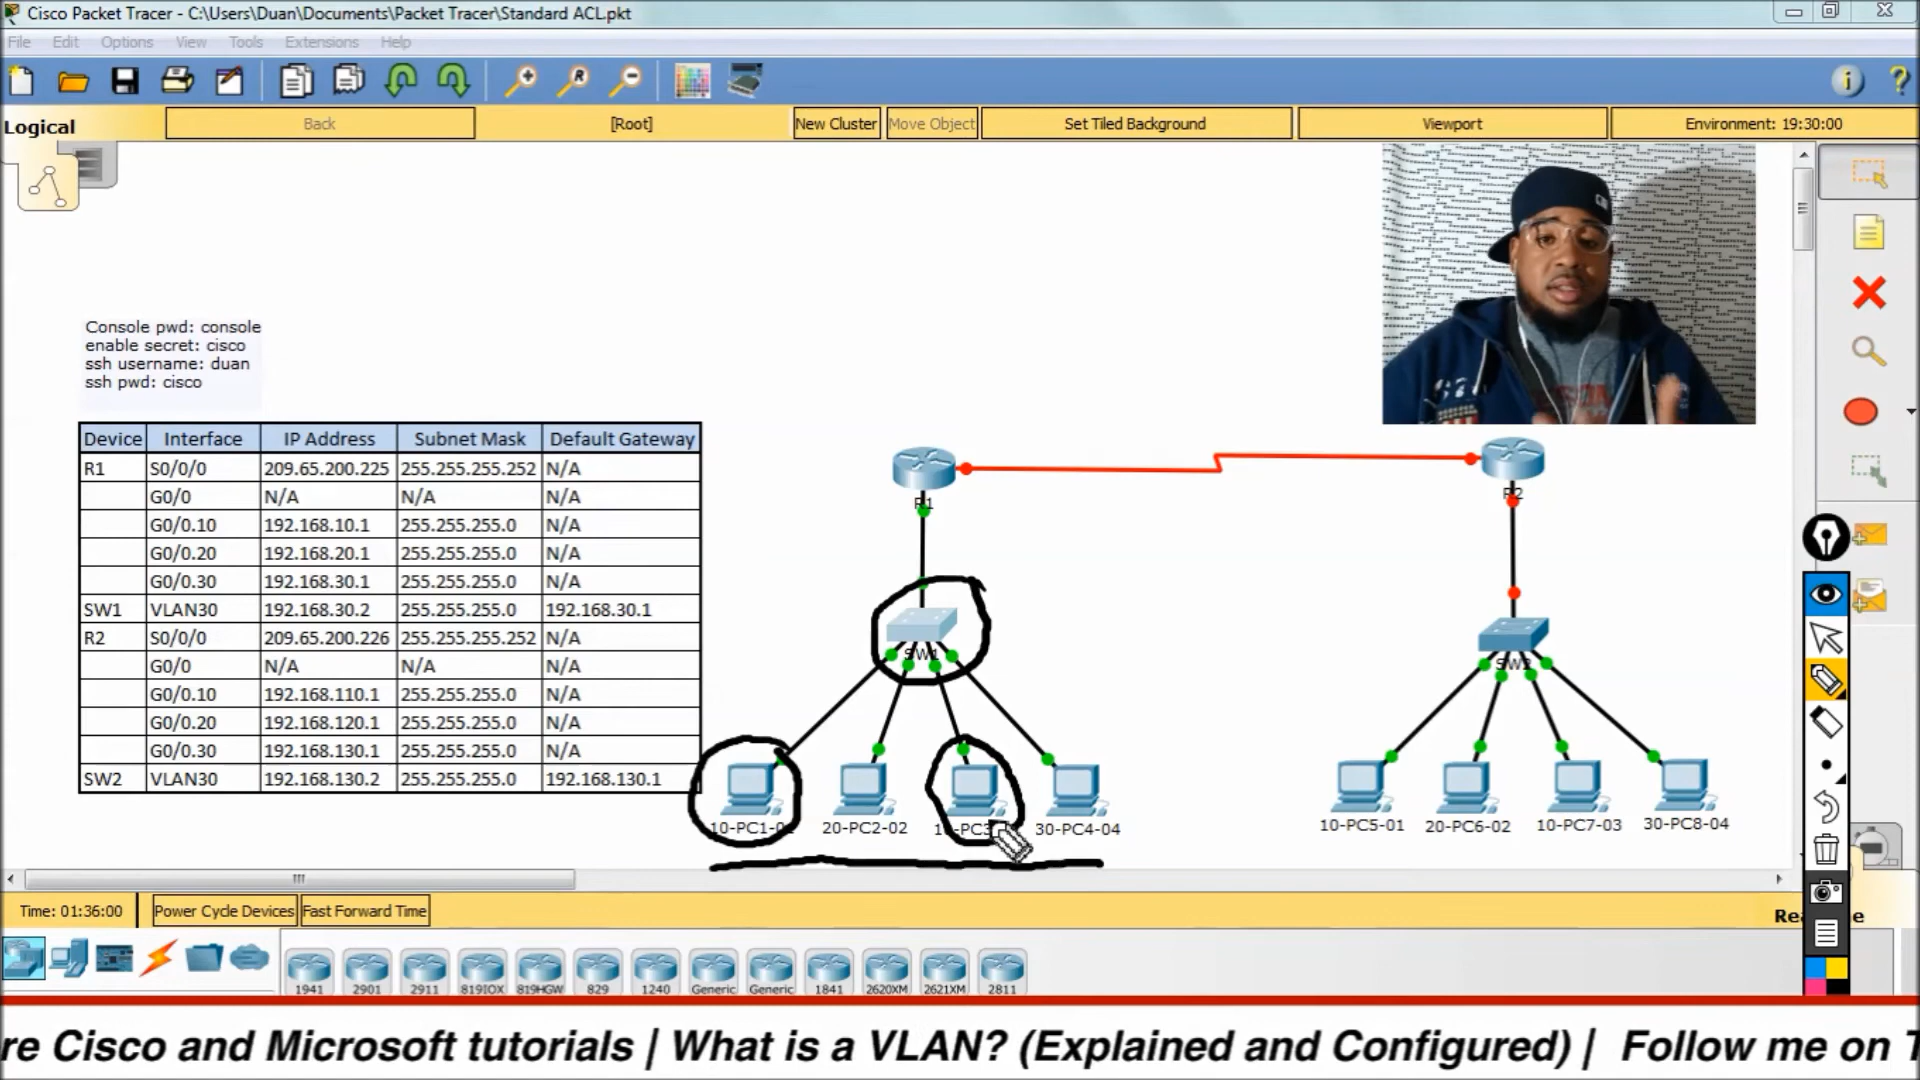 Cisco Packet Tracer - C:\Users\Duan\Documents\Packet Tracer\Standard ACL.pkt
File Edit Options View Tools Extensions Help
Logical Back [Root] New Cluster Move Object Set Tiled Background Viewport Environment: 19:30:00
Console pwd: console
enable secret: cisco
ssh username: duan
ssh pwd: cisco
Device Interface IP Address Subnet Mask Default Gateway
R1 S0/0/0 209.65.200.225 255.255.255.252 N/A
G0/0 N/A N/A N/A
G0/0.10 192.168.10.1 255.255.255.0 N/A
G0/0.20 192.168.20.1 255.255.255.0 N/A
G0/0.30 192.168.30.1 255.255.255.0 N/A
SW1 VLAN30 192.168.30.2 255.255.255.0 192.168.30.1
R2 S0/0/0 209.65.200.226 255.255.255.252 N/A
G0/0 N/A N/A N/A
G0/0.10 192.168.110.1 255.255.255.0 N/A
G0/0.20 192.168.120.1 255.255.255.0 N/A
G0/0.30 192.168.130.1 255.255.255.0 N/A
SW2 VLAN30 192.168.130.2 255.255.255.0 192.168.130.1
R1
R2
SW1
SW2
20-PC2-02
30-PC4-04
10-PC5-01 20-PC6-02 10-PC7-03 30-PC8-04
Time: 01:36:00 Power Cycle Devices Fast Forward Time
1941 2901 2911 819IOX 819HGW 829 1240 Generic Generic 1841 2620XM 2621XM 2811
re Cisco and Microsoft tutorials | What is a VLAN? (Explained and Configured) | Follow me on T